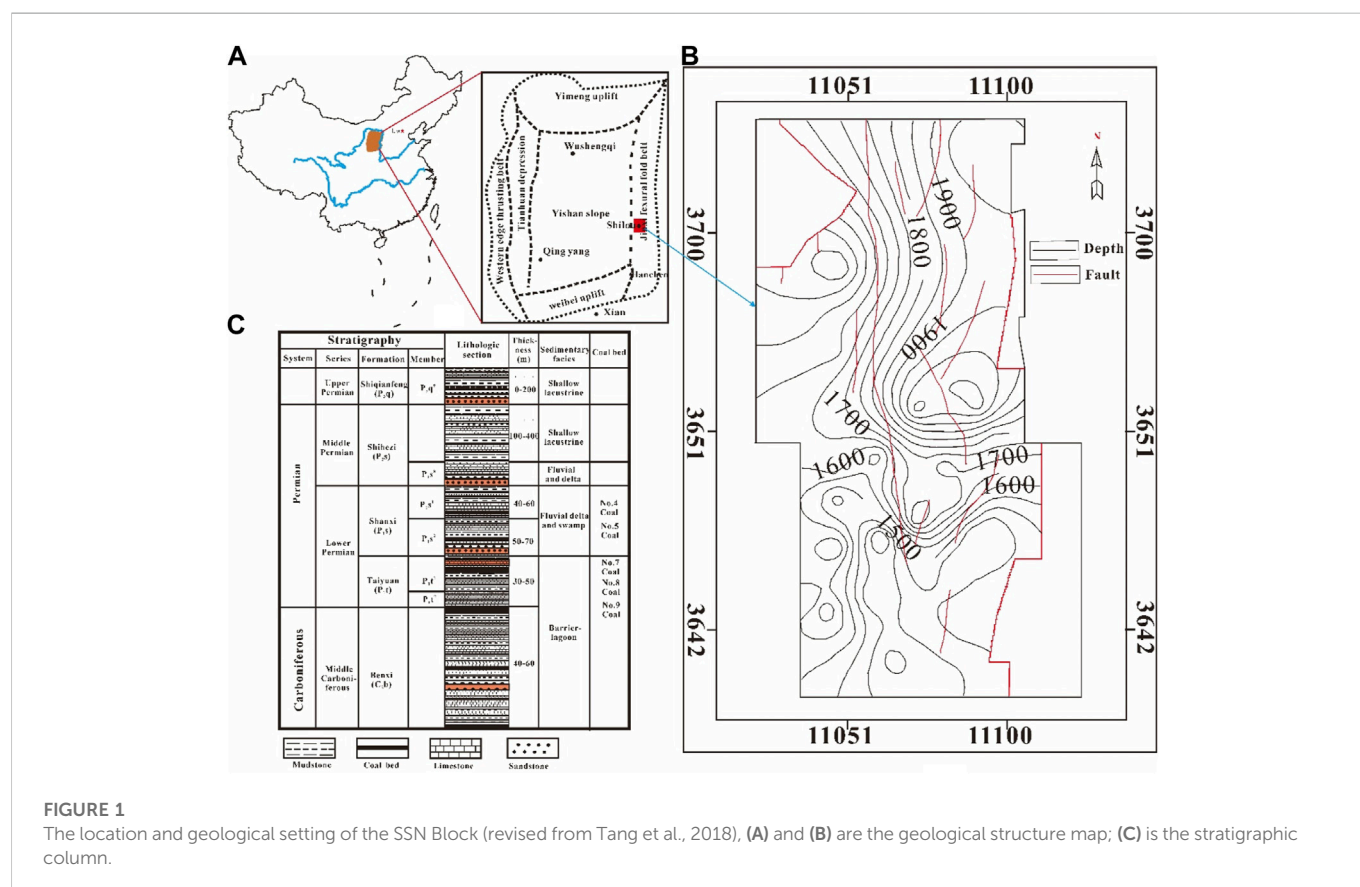 A
Yimeng uplift
Wushengqi
Western edge thrusting belt
Tianhuan depression
Yishan slope
Qing yang
weibei uplift
Xian
B
11051
11100
3700
3700
3651
3651
3642
3642
11051
11100
1900
1800
1900
1700
1600
1700
1600
1500
Depth
Fault
C
Stratigraphy
System
Series
Formation
Member
Lithologic
section
Thick-
ness
(m)
Sedimentary
facies
Coal bed
Upper
Permian
Shiqianfeng
0-200
Shallow
lacustrine
Permian
Middle
Permian
Shihezi
100-400
Shallow
lacustrine
Fluvial
and delta
Lower
Permian
Shanxi
40-60
50-70
Fluvial delta
and swamp
No.4
Coal
No.5
Coal
Taiyuan
30-50
No.7
Coal
No.8
Coal
No.9
Coal
Carboniferous
Middle
Carboni-
ferous
Benxi
40-60
Barrier-
lagoon
Mudstone
Coal bed
Limestone
Sandstone
FIGURE 1
The location and geological setting of the SSN Block (revised from Tang et al., 2018), (A) and (B) are the geological structure map; (C) is the stratigraphic
column.